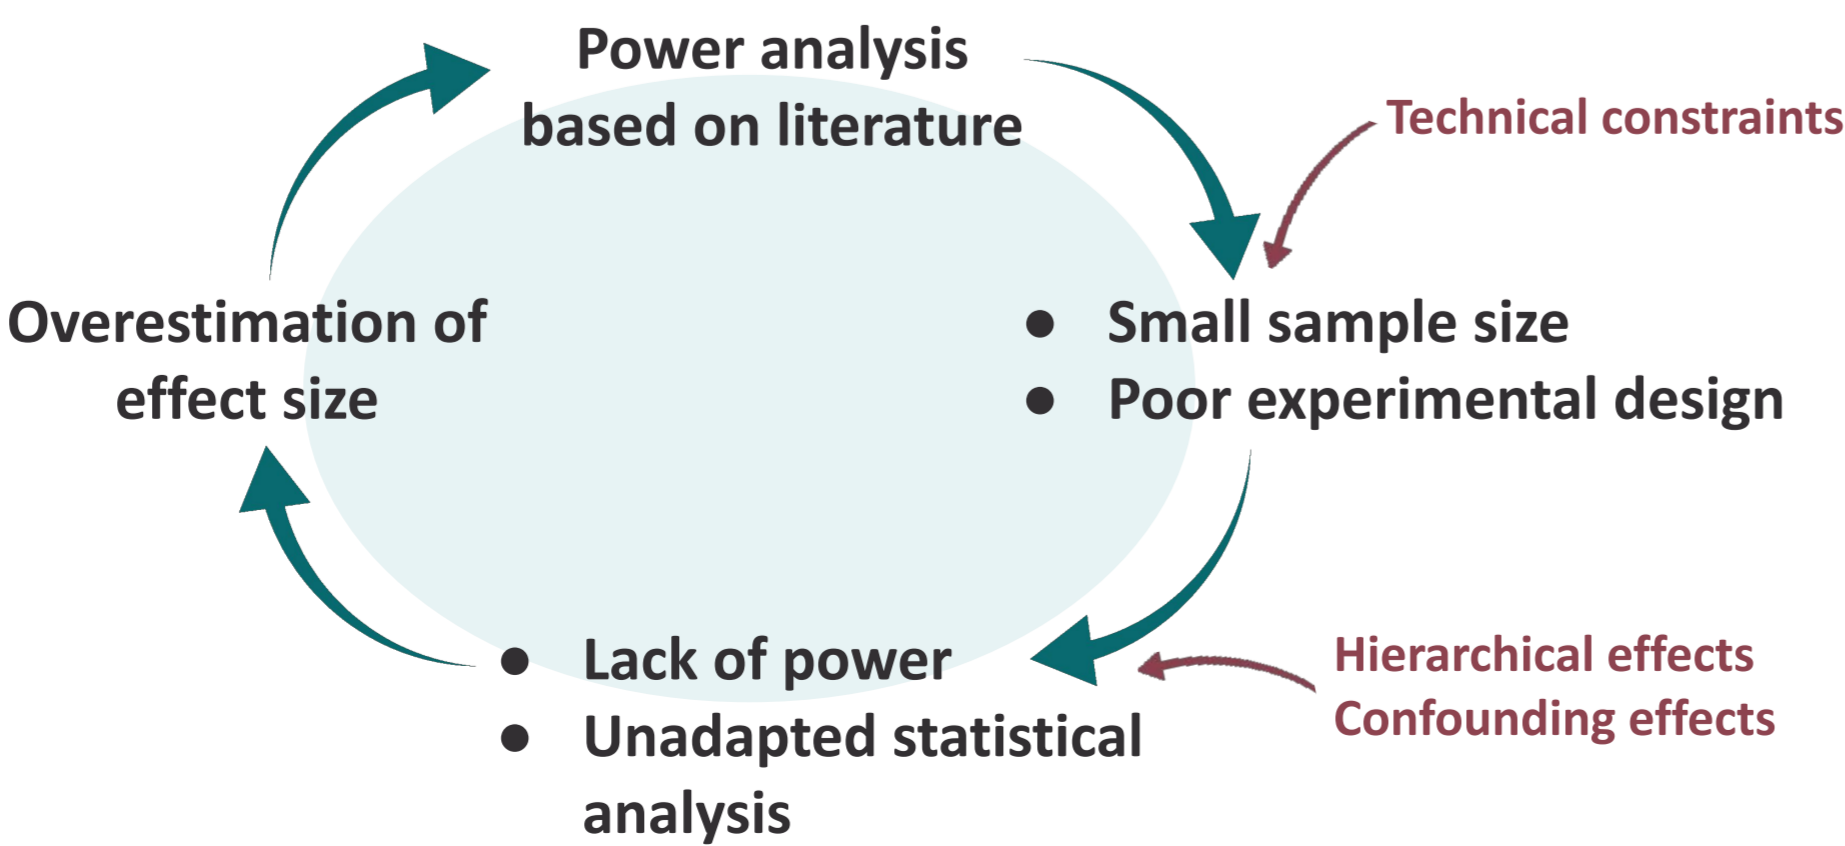 Power analysis
based on literature
Technical constraints
Overestimation of
effect size
● Small sample size
● Poor experimental design
● Lack of power
● Unadapted statistical
analysis
Hierarchical effects
Confounding effects